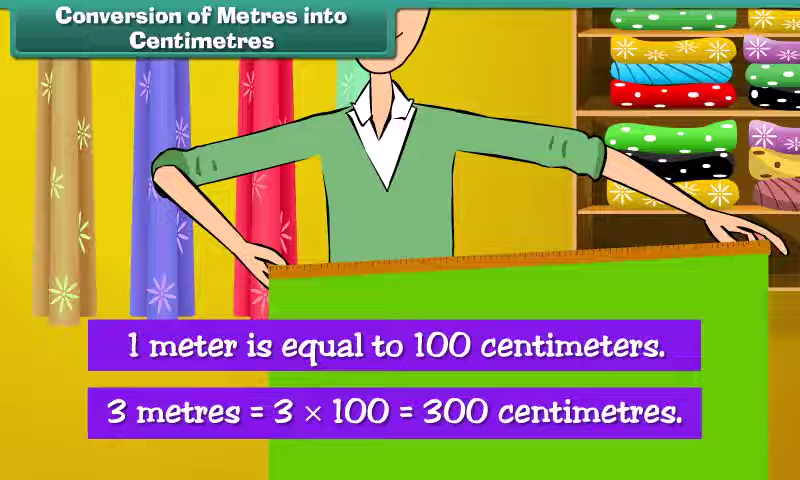 Conversion of Metres into
Centimetres
1 meter is equal to 100 centimeters.
3 metres = 3 × 100 = 300 centimetres.